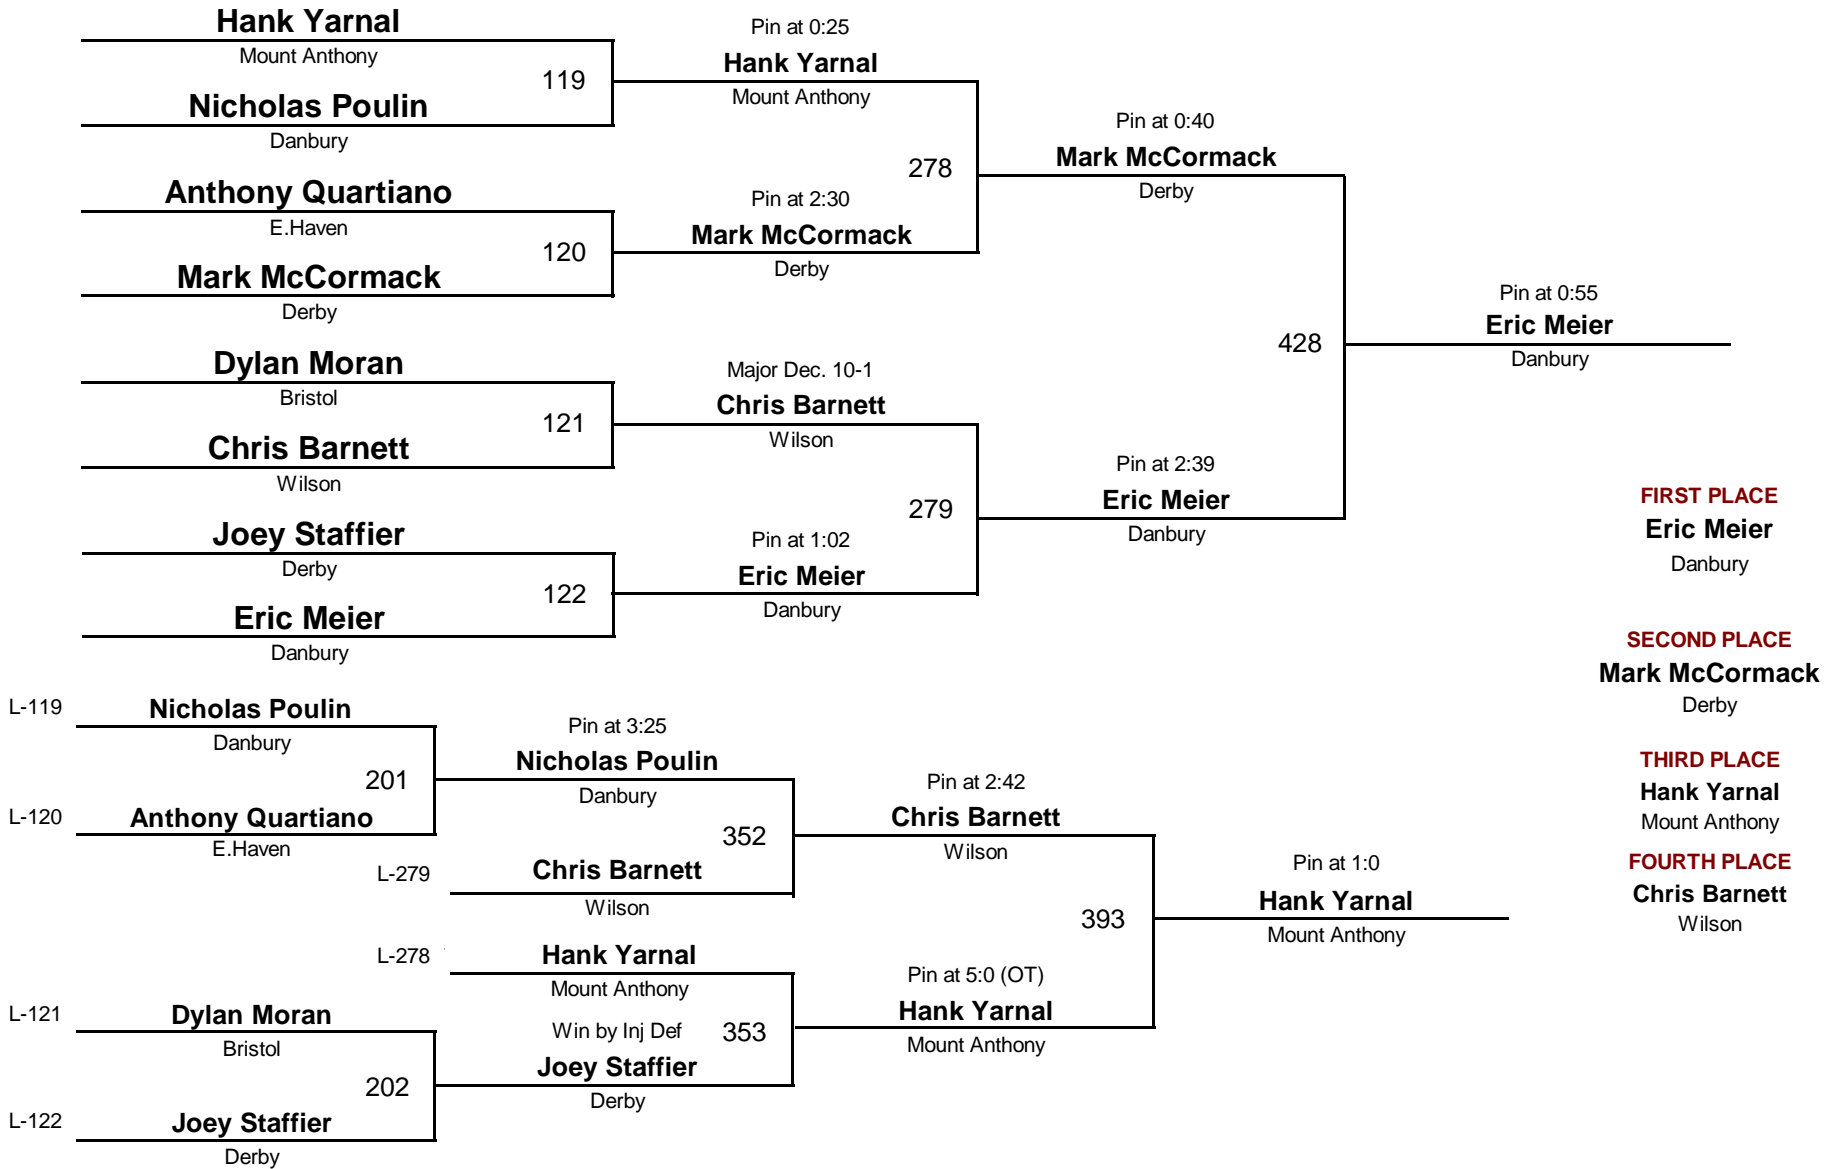 Hank Yarnal
Mount Anthony
119
Nicholas Poulin
Danbury
Pin at 0:25
Hank Yarnal
Mount Anthony
Anthony Quartiano
E.Haven
120
Mark McCormack
Derby
Pin at 2:30
Mark McCormack
Derby
278
Pin at 0:40
Mark McCormack
Derby
Dylan Moran
Bristol
121
Chris Barnett
Wilson
Major Dec. 10-1
Chris Barnett
Wilson
Joey Staffier
Derby
122
Eric Meier
Danbury
Pin at 1:02
Eric Meier
Danbury
279
Pin at 2:39
Eric Meier
Danbury
428
Pin at 0:55
Eric Meier
Danbury
FIRST PLACE
Eric Meier
Danbury
SECOND PLACE
Mark McCormack
Derby
THIRD PLACE
Hank Yarnal
Mount Anthony
FOURTH PLACE
Chris Barnett
Wilson
L-119
Nicholas Poulin
Danbury
201
L-120
Anthony Quartiano
E.Haven
Pin at 3:25
Nicholas Poulin
Danbury
352
L-279
Chris Barnett
Wilson
Pin at 2:42
Chris Barnett
Wilson
L-278
Hank Yarnal
Mount Anthony
Win by Inj Def
353
Joey Staffier
Derby
L-121
Dylan Moran
Bristol
202
L-122
Joey Staffier
Derby
Pin at 5:0 (OT)
Hank Yarnal
Mount Anthony
393
Pin at 1:0
Hank Yarnal
Mount Anthony